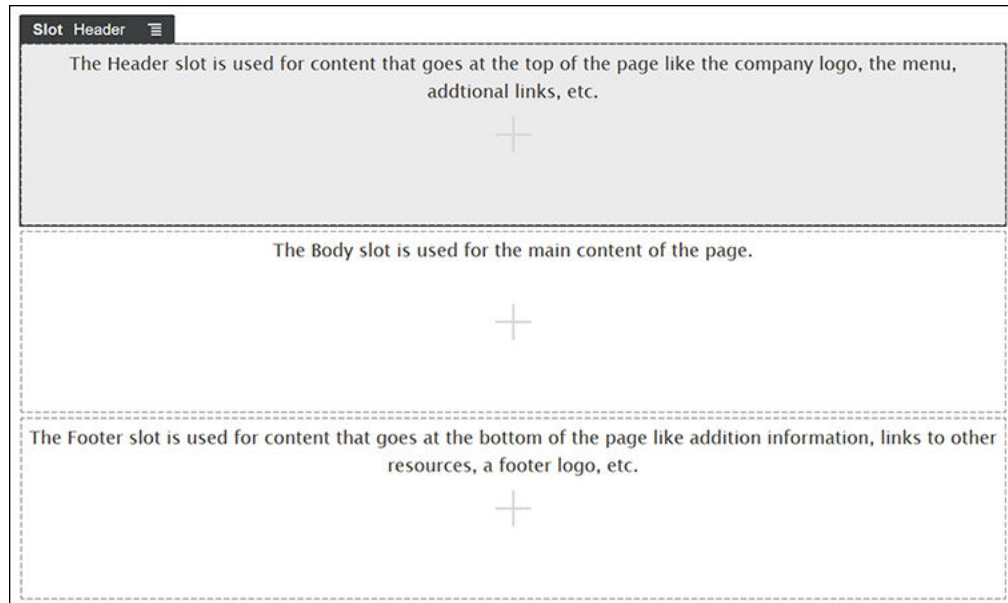 Slot Header
The Header slot is used for content that goes at the top of the page like the company logo, the menu,
addtional links, etc.
The Body slot is used for the main content of the page.
The Footer slot is used for content that goes at the bottom of the page like addition information, links to other
resources, a footer logo, etc.